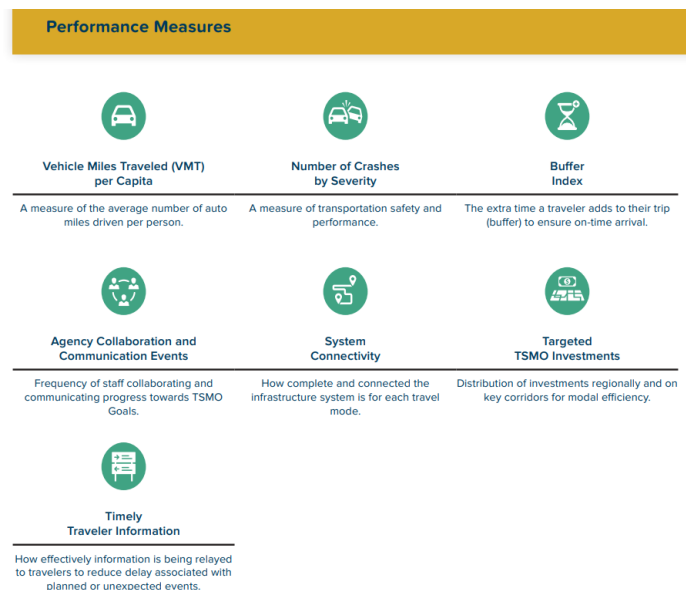 Performance Measures
Vehicle Miles Traveled (VMT)
per Capita
A measure of the average number of auto
miles driven per person.
Number of Crashes
by Severity
A measure of transportation safety and
performance.
Buffer
Index
The extra time a traveler adds to their trip
(buffer) to ensure on-time arrival.
Agency Collaboration and
Communication Events
Frequency of staff collaborating and
communicating progress towards TSMO
Goals.
System
Connectivity
How complete and connected the
infrastructure system is for each travel
mode.
Targeted
TSMO Investments
Distribution of investments regionally and on
key corridors for modal efficiency.
Timely
Traveler Information
How effectively information is being relayed
to travelers to reduce delay associated with
planned or unexpected events.